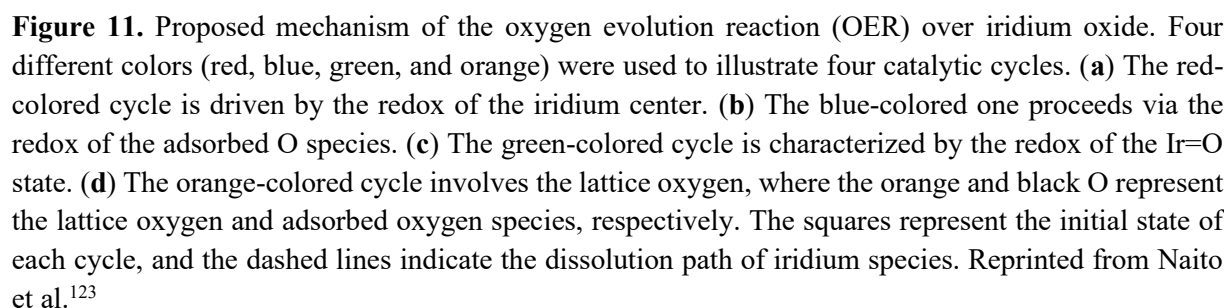 Figure 11. Proposed mechanism of the oxygen evolution reaction (OER) over iridium oxide. Four
different colors (red, blue, green, and orange) were used to illustrate four catalytic cycles. (a) The red-
colored cycle is driven by the redox of the iridium center. (b) The blue-colored one proceeds via the
redox of the adsorbed O species. (c) The green-colored cycle is characterized by the redox of the Ir=O
state. (d) The orange-colored cycle involves the lattice oxygen, where the orange and black O represent
the lattice oxygen and adsorbed oxygen species, respectively. The squares represent the initial state of
each cycle, and the dashed lines indicate the dissolution path of iridium species. Reprinted from Naito
et al.123